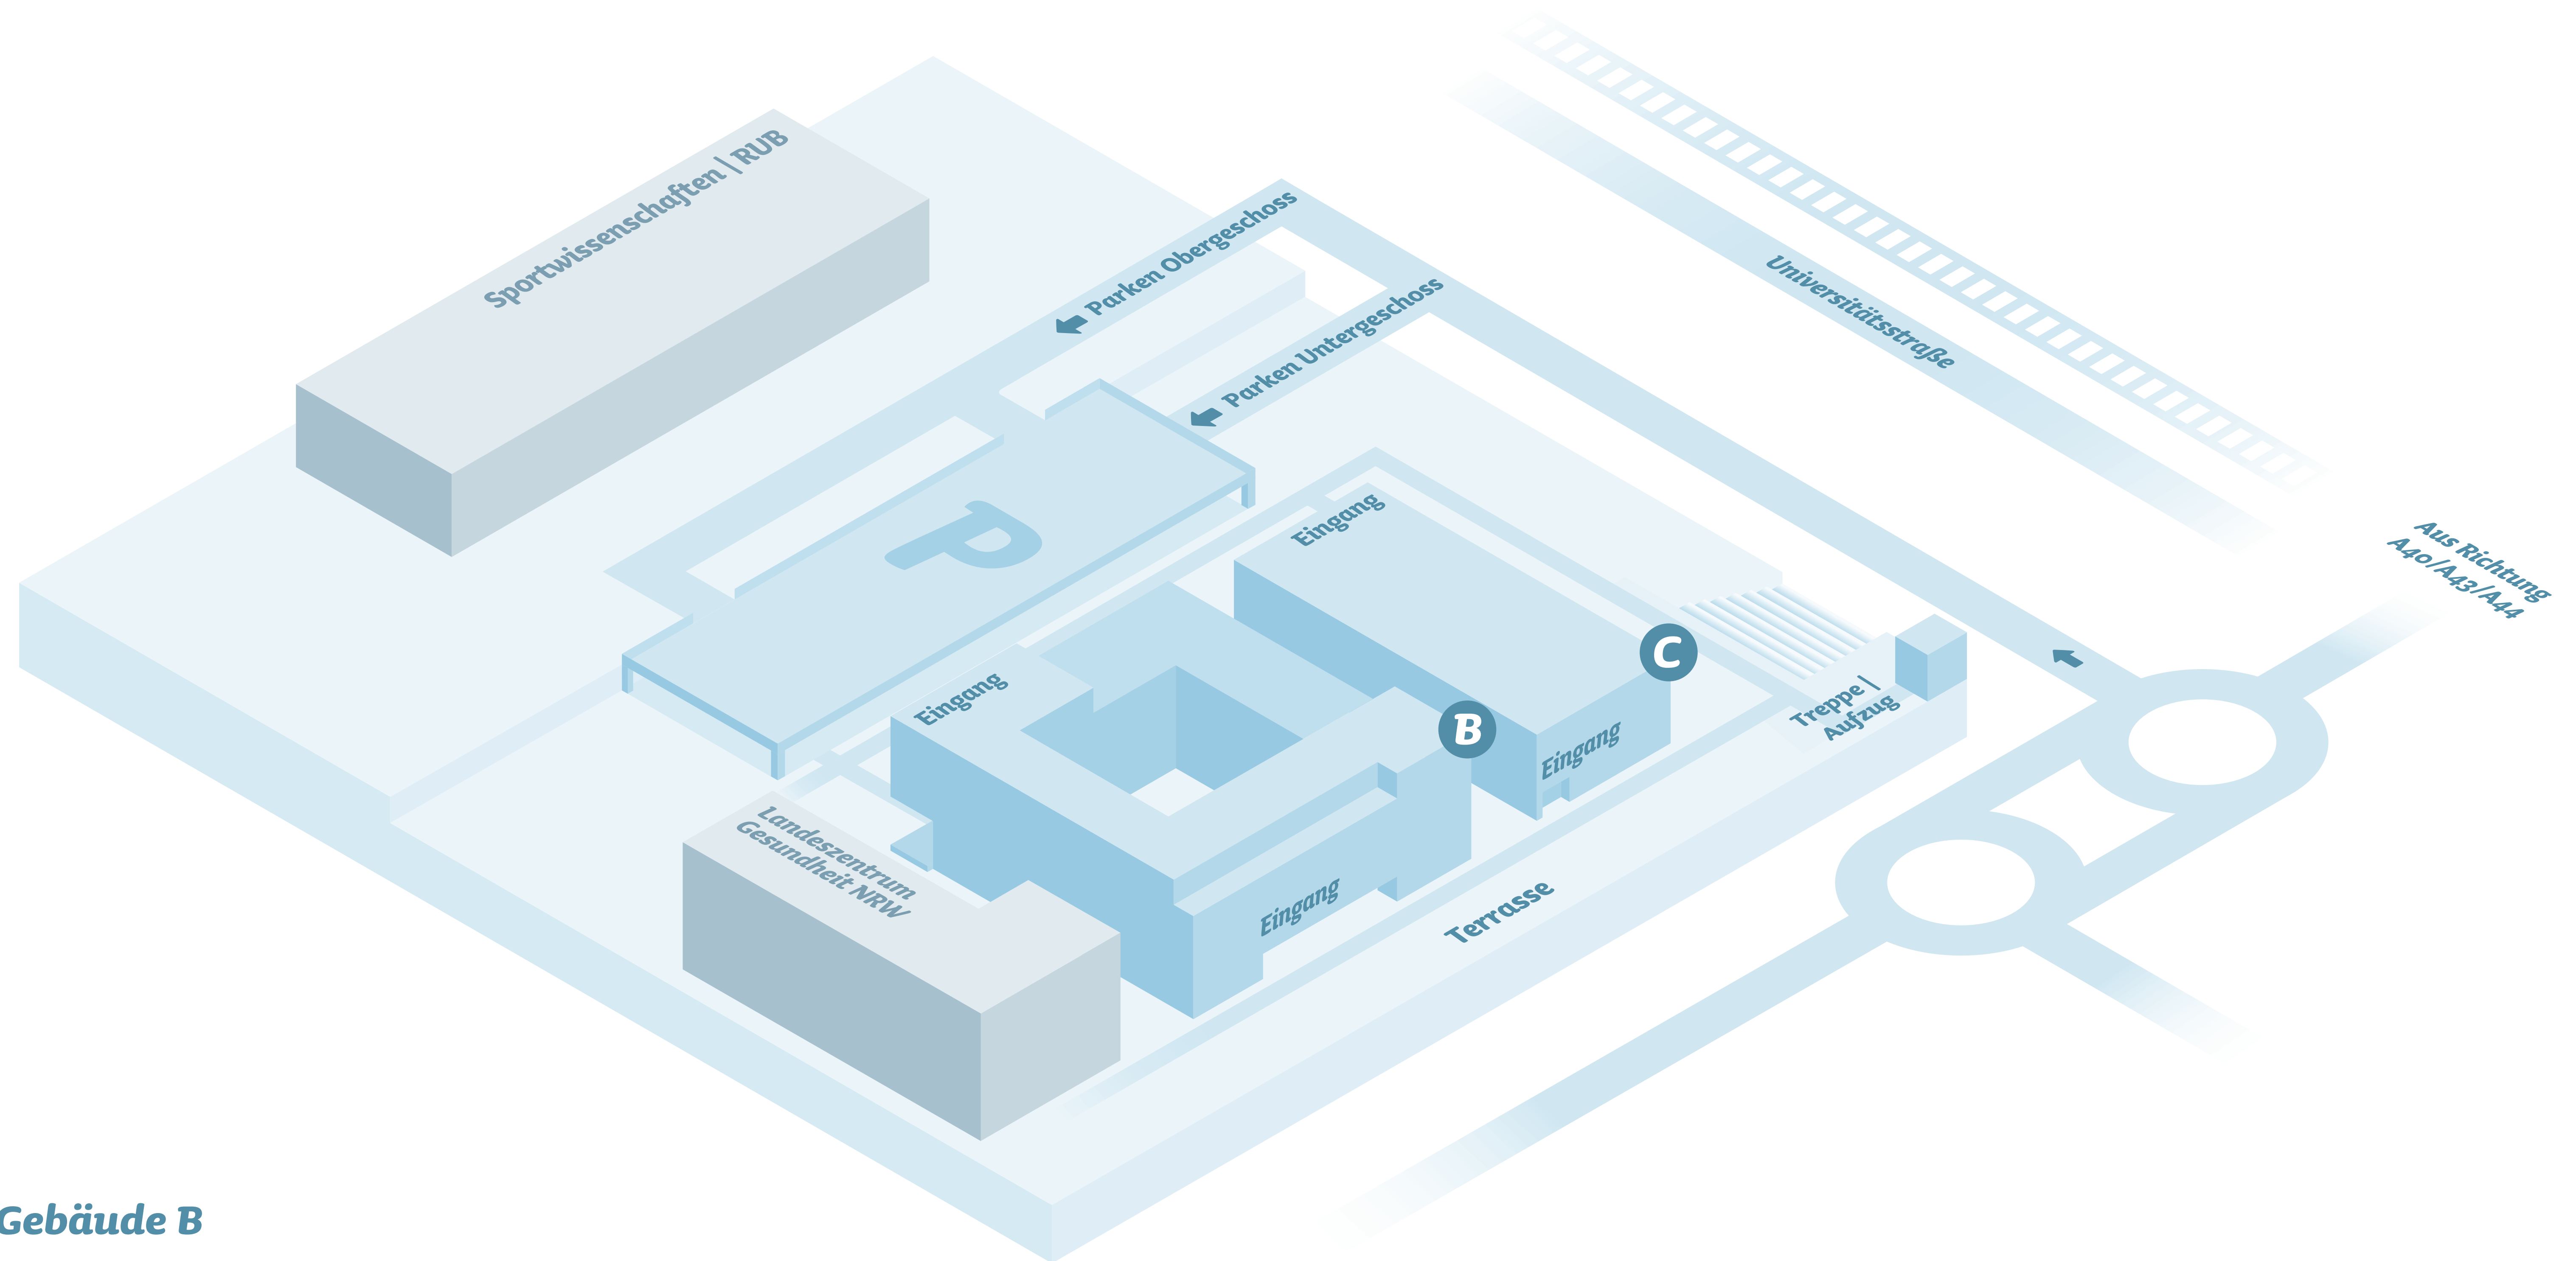 Sportwissenschaften | RUB
Parken Obergeschoss
Parken Untergeschoss
Universitätsstraße
Aus Richtung
A40/A43/A44
P
Eingang
Eingang
C
B
Eingang
Treppe |
Aufzug
Landeszentrum
Gesundheit NRW
Eingang
Terrasse
Gebäude B